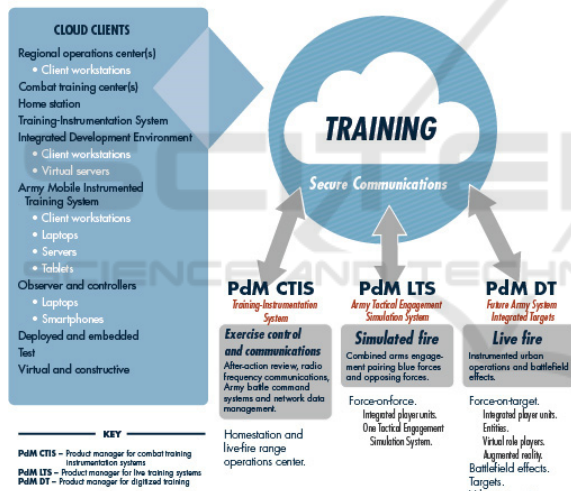 CLOUD CLIENTS
Regional operations center(s)
• Client workstations
Combat training center(s)
Home station
Training-Instrumentation System
Integrated Development Environment
• Client workstations
• Virtual servers
Army Mobile Instrumented
Training System
• Client workstations
• Laptops
• Servers
• Tablets
Observer and controllers
• Laptops
• Smartphones
Deployed and embedded
Test
Virtual and constructive
KEY
PdM CTIS – Product manager for combat training
instrumentation systems
PdM LTS – Product manager for live training systems
PdM DT – Product manager for digitized training
TRAINING
Secure Communications
PdM CTIS
Training-Instrumentation
System
Exercise control
and communications
After-action review, radio
frequency communications,
Army battle command
systems and network data
management.
Homestation and
live-fire range
operations center.
PdM LTS
Army Tactical Engagement
Simulation System
Simulated fire
Combined arms engage-
ment pairing blue forces
and opposing forces.
Force-on-force.
Integrated player units.
One Tactical Engagement
Simulation System.
PdM DT
Future Army System
Integrated Targets
Live fire
Instrumented urban
operations and battlefield
effects.
Force-on-target.
Integrated player units.
Entities.
Virtual role players.
Augmented reality.
Battlefield effects.
Targets.
SCIENCE AND TECHN